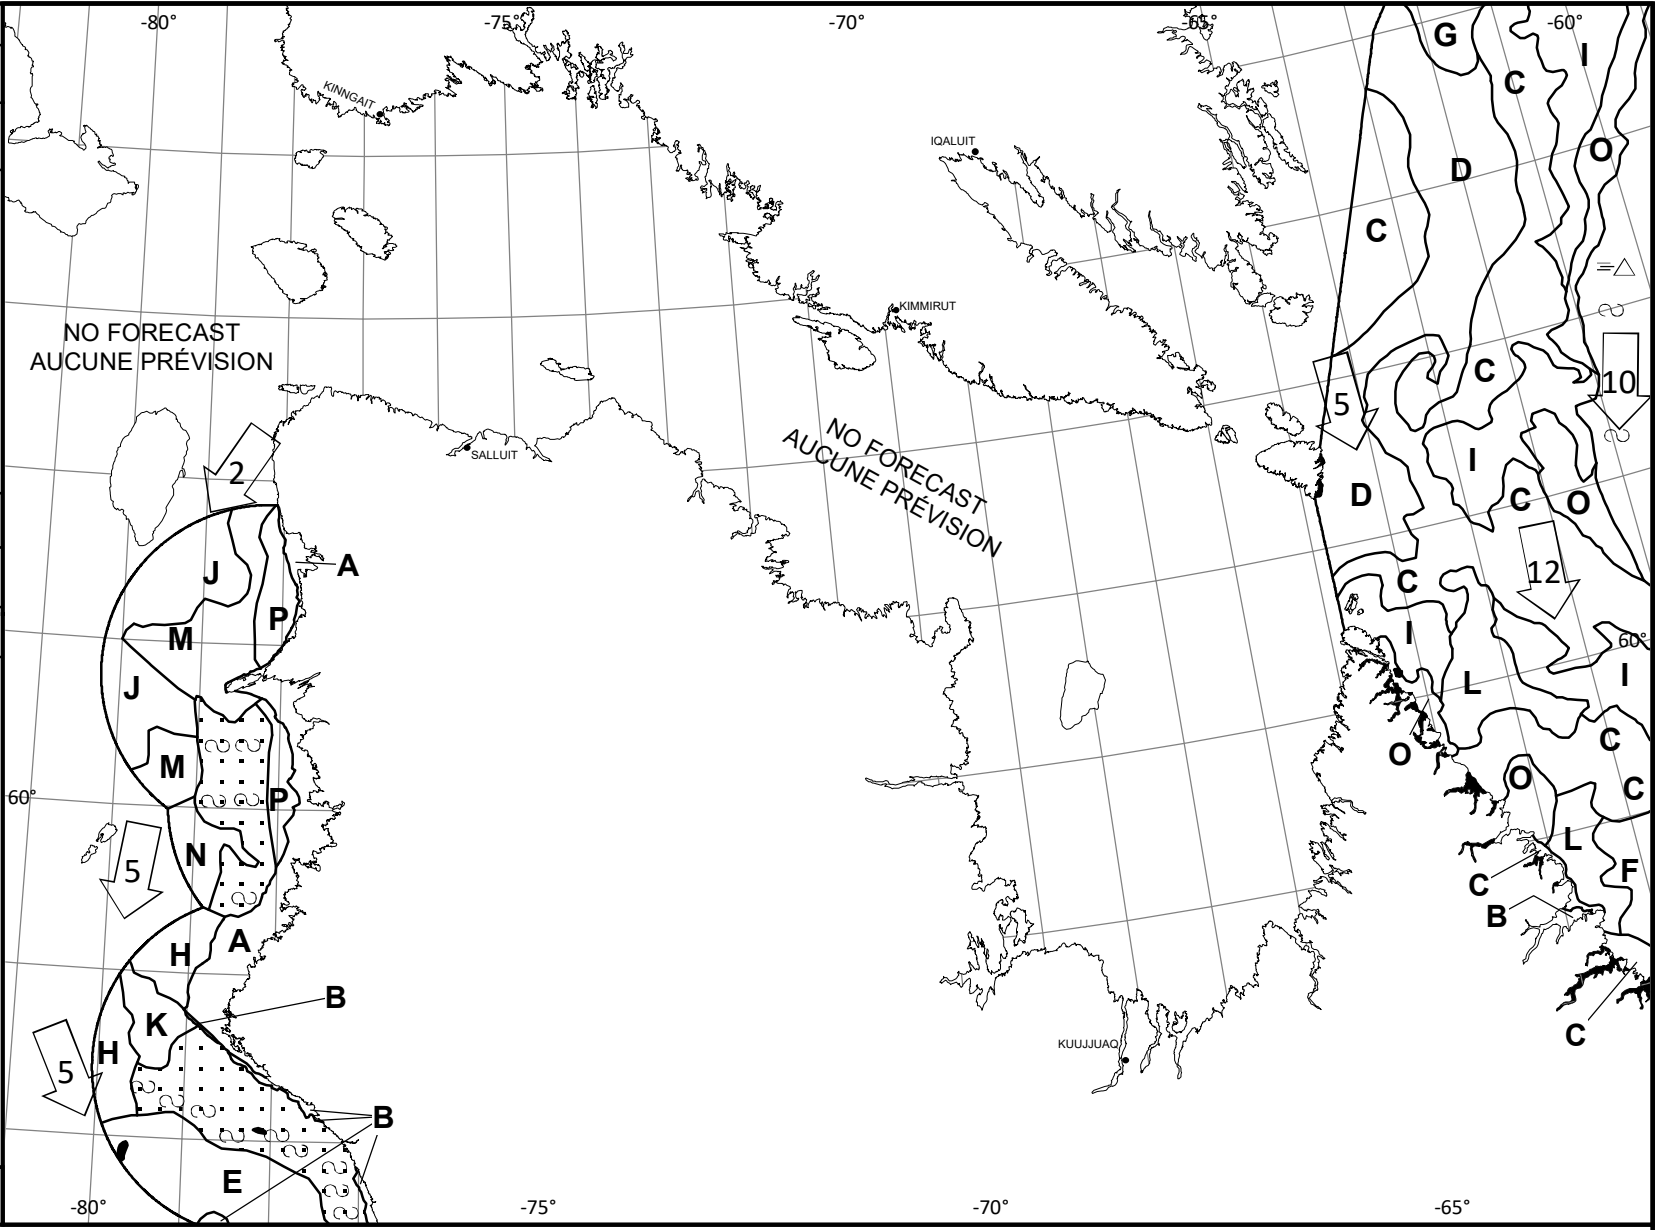 -80° -75° -70° -65° -60°
G
I
C
KINNGAIT
IQALUIT
O
D
C
KIMMIRUT
NO FORECAST
AUCUNE PRÉVISION
C
10
5
NO FORECAST
AUCUNE PRÉVISION
2
SALLUIT
I
D
C
O
J
A
12
C
P
M
I
60°
J
L
I
M
O
C
P
O
C
60°
N
L
5
C
F
B
A
H
B
K
H
C
5
KUUJJUAQ
B
E
-80° -75° -70° -65°